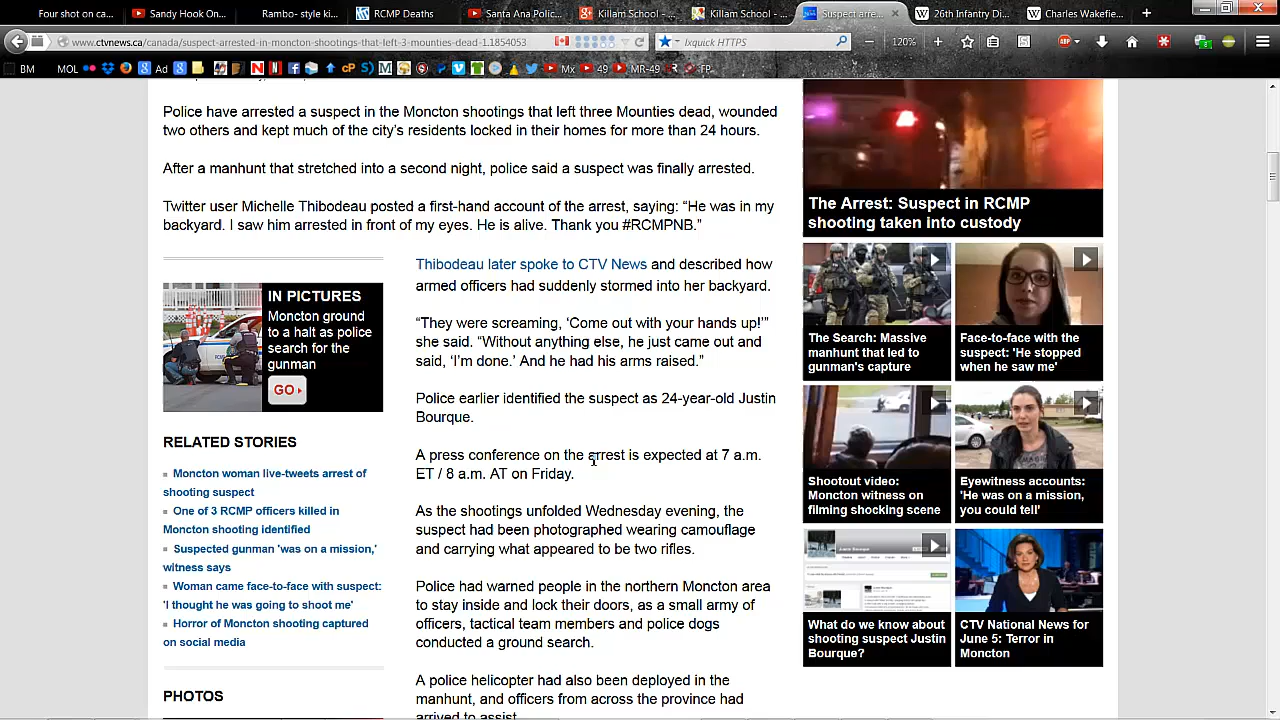 Four shot on ca...
Sandy Hook On...
Rambo- style ki...
RCMP Deaths
Santa Ana Polic...
Killam School - ...
Killam School - ...
Suspect arre...
26th Infantry Di...
Charles Wakefie...
www.ctvnews.ca/canada/suspect-arrested-in-moncton-shootings-that-left-3-mounties-dead-1.1854053
Ixquick HTTPS
120%
BM
MOL
Ad
Mx
49
MR-49
FP
Police have arrested a suspect in the Moncton shootings that left three Mounties dead, wounded
two others and kept much of the city's residents locked in their homes for more than 24 hours.
After a manhunt that stretched into a second night, police said a suspect was finally arrested.
Twitter user Michelle Thibodeau posted a first-hand account of the arrest, saying: “He was in my
backyard. I saw him arrested in front of my eyes. He is alive. Thank you #RCMPNB.”
IN PICTURES
Moncton ground
to a halt as police
search for the
gunman
GO
RELATED STORIES
Moncton woman live-tweets arrest of
shooting suspect
One of 3 RCMP officers killed in
Moncton shooting identified
Suspected gunman 'was on a mission,'
witness says
Woman came face-to-face with suspect:
'I thought he was going to shoot me'
Horror of Moncton shooting captured
on social media
PHOTOS
Thibodeau later spoke to CTV News and described how
armed officers had suddenly stormed into her backyard.
“They were screaming, ‘Come out with your hands up!’”
she said. “Without anything else, he just came out and
said, ‘I’m done.’ And he had his arms raised.”
Police earlier identified the suspect as 24-year-old Justin
Bourque.
A press conference on the arrest is expected at 7 a.m.
ET / 8 a.m. AT on Friday.
As the shootings unfolded Wednesday evening, the
suspect had been photographed wearing camouflage
and carrying what appeared to be two rifles.
Police had warned people in the northern Moncton area
to stay inside and lock their doors, as a small army of
officers, tactical team members and police dogs
conducted a ground search.
A police helicopter had also been deployed in the
manhunt, and officers from across the province had
arrived to assist
The Arrest: Suspect in RCMP
shooting taken into custody
The Search: Massive
manhunt that led to
gunman's capture
Face-to-face with the
suspect: 'He stopped
when he saw me'
Shootout video:
Moncton witness on
filming shocking scene
Eyewitness accounts:
'He was on a mission,
you could tell'
What do we know about
shooting suspect Justin
Bourque?
CTV National News for
June 5: Terror in
Moncton